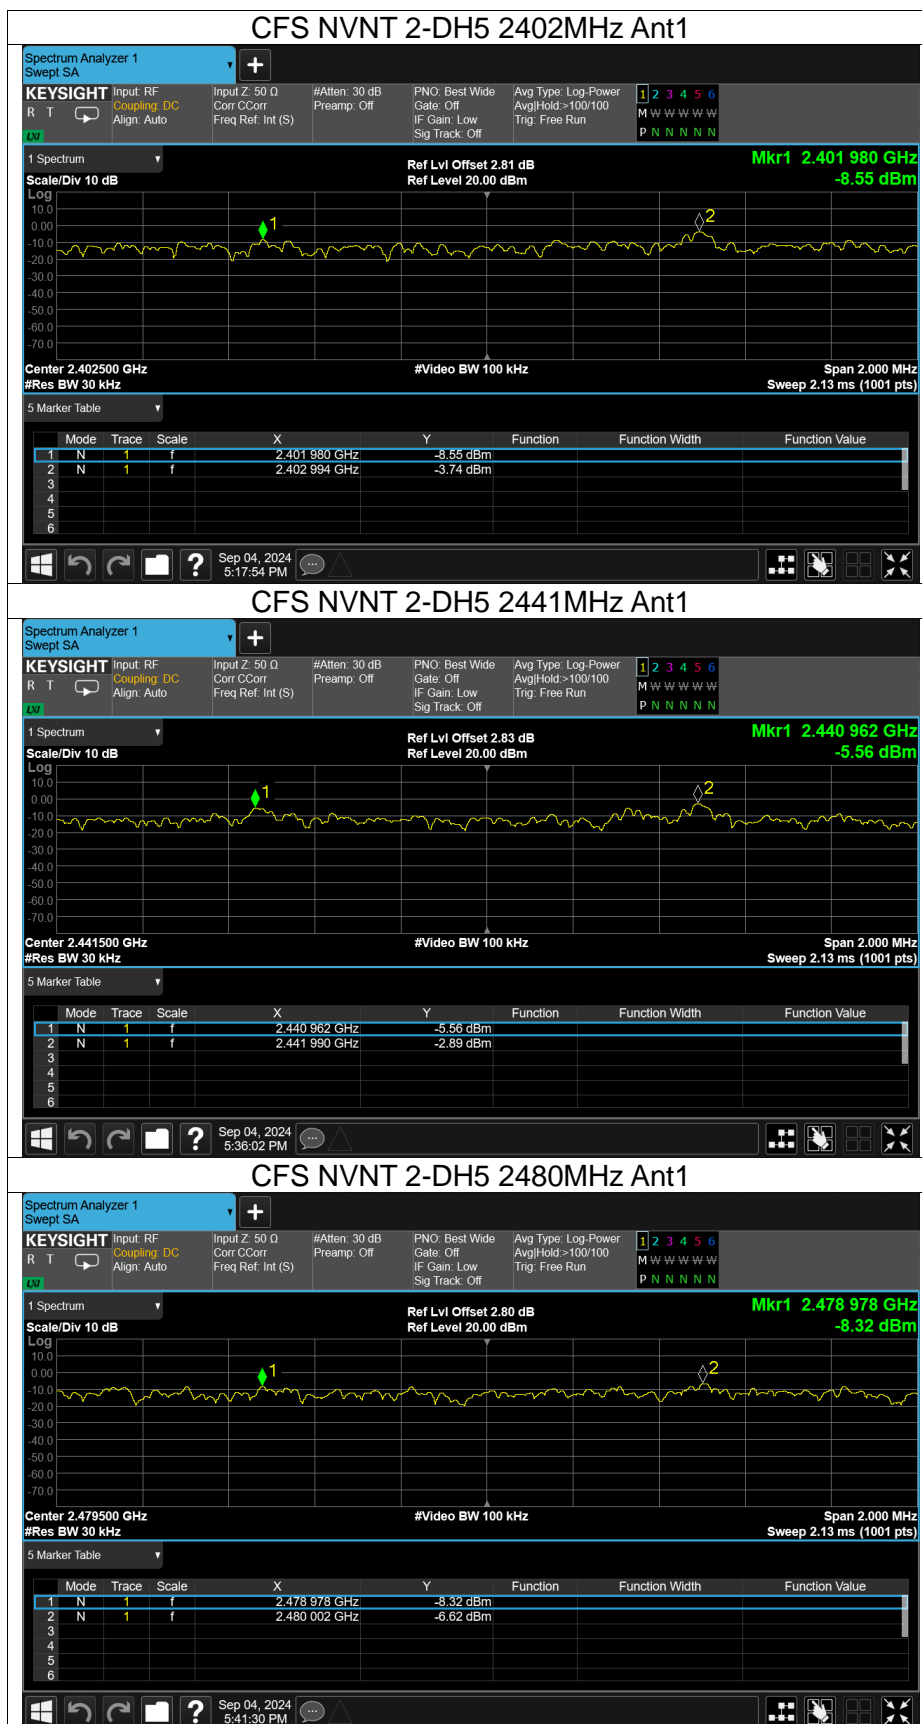 CFS NVNT 2-DH5 2402MHz Ant1
Spectrum Analyzer 1
Swept SA
+
KEYSIGHT Input: RF Input Z: 50 Ω #Atten: 30 dB PNO: Best Wide Avg Type: Log-Power 1 2 3 4 5 6
R T Coupling: DC Corr CCorr Preamp: Off Gate: Off Avg|Hold:>100/100 M W W W W W
Align: Auto Freq Ref: Int (S) IF Gain: Low Trig: Free Run
LXI Sig Track: Off P N N N N N
1 Spectrum Ref Lvl Offset 2.81 dB Mkr1 2.401 980 GHz
Scale/Div 10 dB Ref Level 20.00 dBm -8.55 dBm
Log
10.0
0.00
-10.0
-20.0
-30.0
-40.0
-50.0
-60.0
-70.0
1
2
Center 2.402500 GHz #Video BW 100 kHz Span 2.000 MHz
#Res BW 30 kHz Sweep 2.13 ms (1001 pts)
5 Marker Table
Mode Trace Scale X Y Function Function Width Function Value
1 N 1 f 2.401 980 GHz -8.55 dBm
2 N 1 f 2.402 994 GHz -3.74 dBm
3
4
5
6
? Sep 04, 2024
5:17:54 PM
CFS NVNT 2-DH5 2441MHz Ant1
Spectrum Analyzer 1
Swept SA
+
KEYSIGHT Input: RF Input Z: 50 Ω #Atten: 30 dB PNO: Best Wide Avg Type: Log-Power 1 2 3 4 5 6
R T Coupling: DC Corr CCorr Preamp: Off Gate: Off Avg|Hold:>100/100 M W W W W W
Align: Auto Freq Ref: Int (S) IF Gain: Low Trig: Free Run
LXI Sig Track: Off P N N N N N
1 Spectrum Ref Lvl Offset 2.83 dB Mkr1 2.440 962 GHz
Scale/Div 10 dB Ref Level 20.00 dBm -5.56 dBm
Log
10.0
0.00
-10.0
-20.0
-30.0
-40.0
-50.0
-60.0
-70.0
1
2
Center 2.441500 GHz #Video BW 100 kHz Span 2.000 MHz
#Res BW 30 kHz Sweep 2.13 ms (1001 pts)
5 Marker Table
Mode Trace Scale X Y Function Function Width Function Value
1 N 1 f 2.440 962 GHz -5.56 dBm
2 N 1 f 2.441 990 GHz -2.89 dBm
3
4
5
6
? Sep 04, 2024
5:36:02 PM
CFS NVNT 2-DH5 2480MHz Ant1
Spectrum Analyzer 1
Swept SA
+
KEYSIGHT Input: RF Input Z: 50 Ω #Atten: 30 dB PNO: Best Wide Avg Type: Log-Power 1 2 3 4 5 6
R T Coupling: DC Corr CCorr Preamp: Off Gate: Off Avg|Hold:>100/100 M W W W W W
Align: Auto Freq Ref: Int (S) IF Gain: Low Trig: Free Run
LXI Sig Track: Off P N N N N N
1 Spectrum Ref Lvl Offset 2.80 dB Mkr1 2.478 978 GHz
Scale/Div 10 dB Ref Level 20.00 dBm -8.32 dBm
Log
10.0
0.00
-10.0
-20.0
-30.0
-40.0
-50.0
-60.0
-70.0
1
2
Center 2.479500 GHz #Video BW 100 kHz Span 2.000 MHz
#Res BW 30 kHz Sweep 2.13 ms (1001 pts)
5 Marker Table
Mode Trace Scale X Y Function Function Width Function Value
1 N 1 f 2.478 978 GHz -8.32 dBm
2 N 1 f 2.480 002 GHz -6.62 dBm
3
4
5
6
? Sep 04, 2024
5:41:30 PM